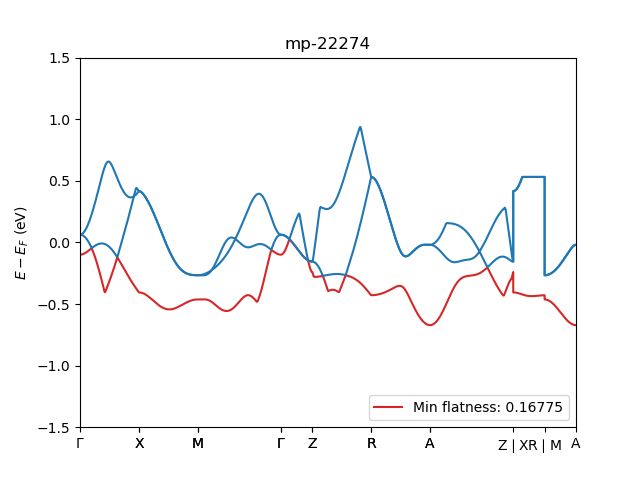 mp-22274
1.5
1.0
0.5
0.0
−0.5
−1.0
−1.5
E − E_F (eV)
Min flatness: 0.16775
Γ X M Γ Z R A Z | XR | M A